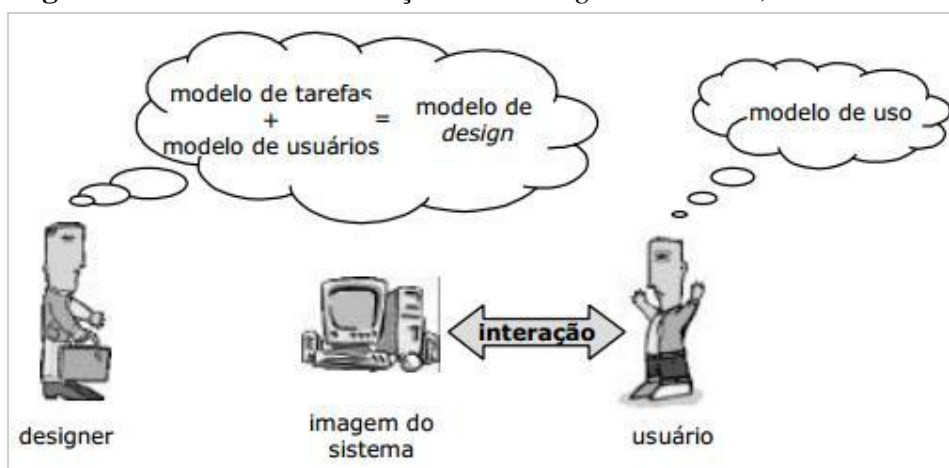 modelo de tarefas
+
modelo de usuários
=
modelo de
design
modelo de uso
interação
designer
imagem do
sistema
usuário